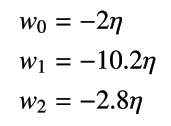 w₀ = −2η
w₁ = −10.2η
w₂ = −2.8η